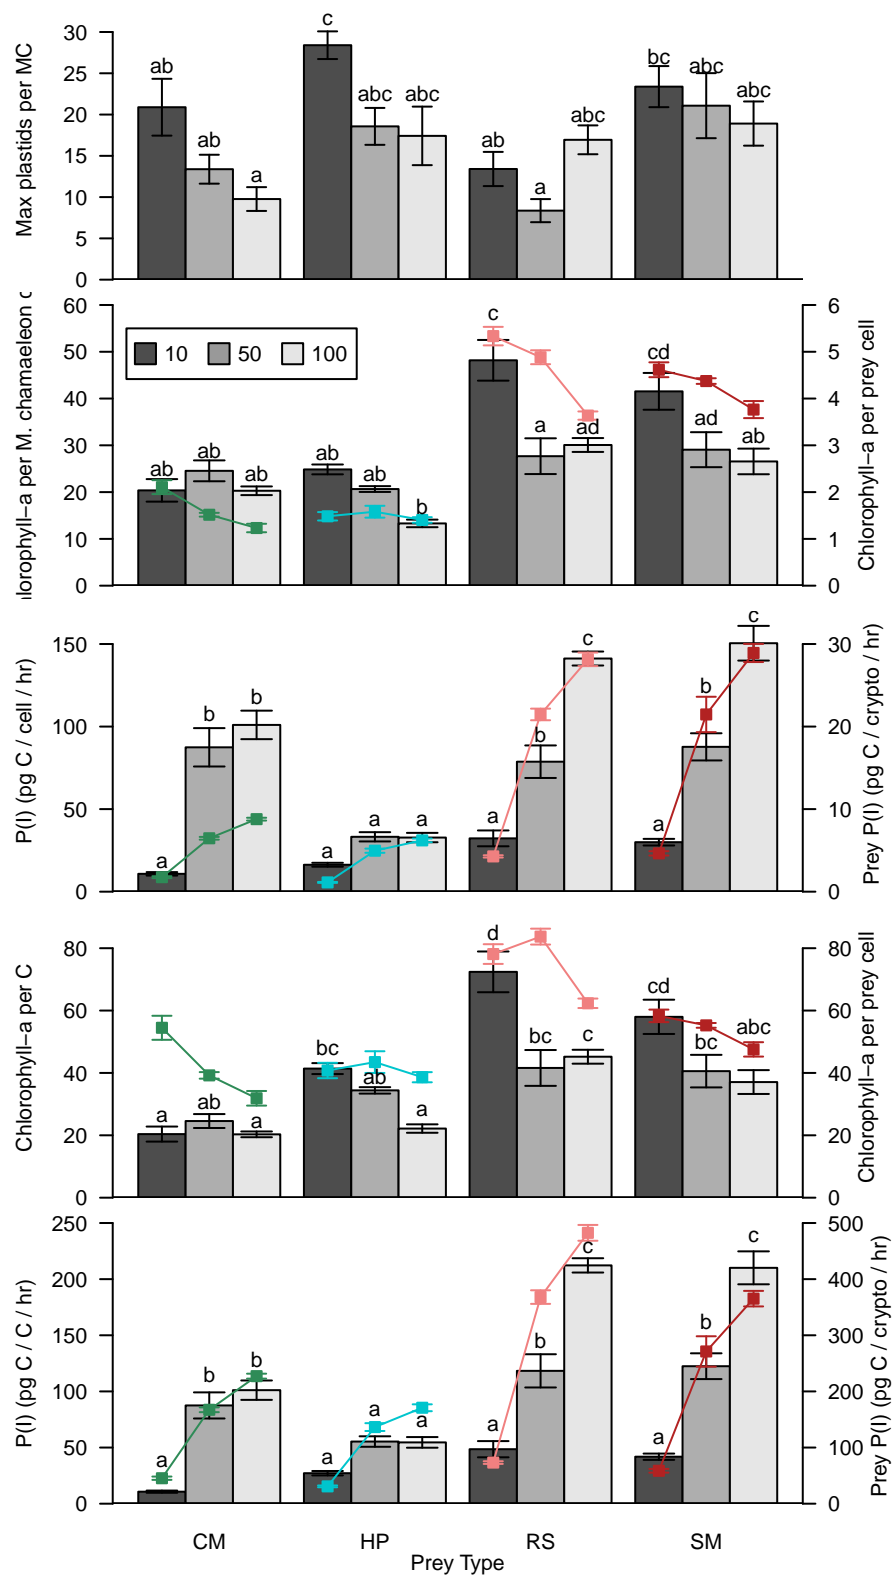 Max plastids per MC
30
25
20
15
10
5
0
ab
ab
a
c
abc
abc
ab
a
abc
bc
abc
abc
lorophyll−a per M. chamaeleon c
60
50
40
30
20
10
0
10 50 100
ab
ab
ab
ab
ab
b
c
a
ad
cd
ad
ab
6
5
4
3
2
1
0
Chlorophyll−a per prey cell
P(I) (pg C / cell / hr)
150
100
50
0
a
b
b
a
a
a
a
b
c
a
b
c
30
20
10
0
Prey P(I) (pg C / crypto / hr)
Chlorophyll−a per C
80
60
40
20
0
a
ab
a
bc
ab
a
d
bc
c
cd
bc
abc
80
60
40
20
0
Chlorophyll−a per prey cell
P(I) (pg C / C / hr)
250
200
150
100
50
0
a
b
b
a
a
a
b
c
a
b
c
500
400
300
200
100
0
Prey P(I) (pg C / crypto / hr)
CM HP RS SM
Prey Type